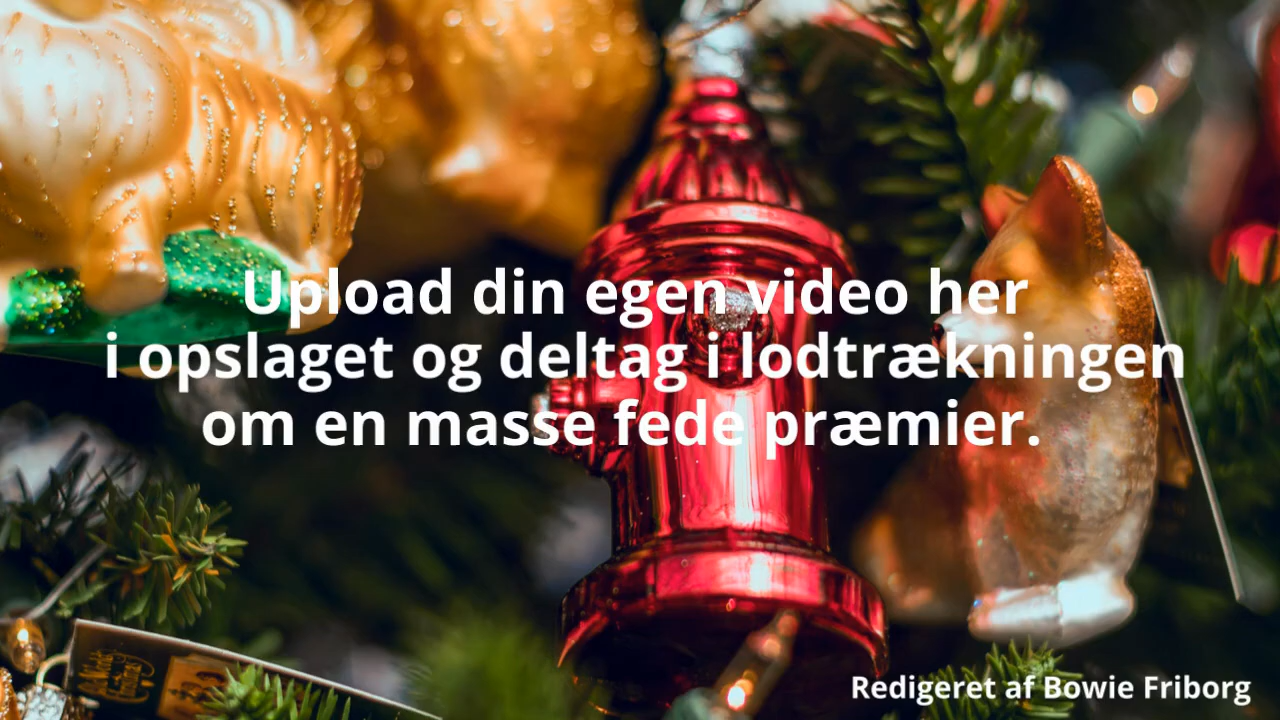 Upload din egen video her
i opslaget og deltag i lodtrækningen
om en masse fede præmier.
Redigeret af Bowie Friborg